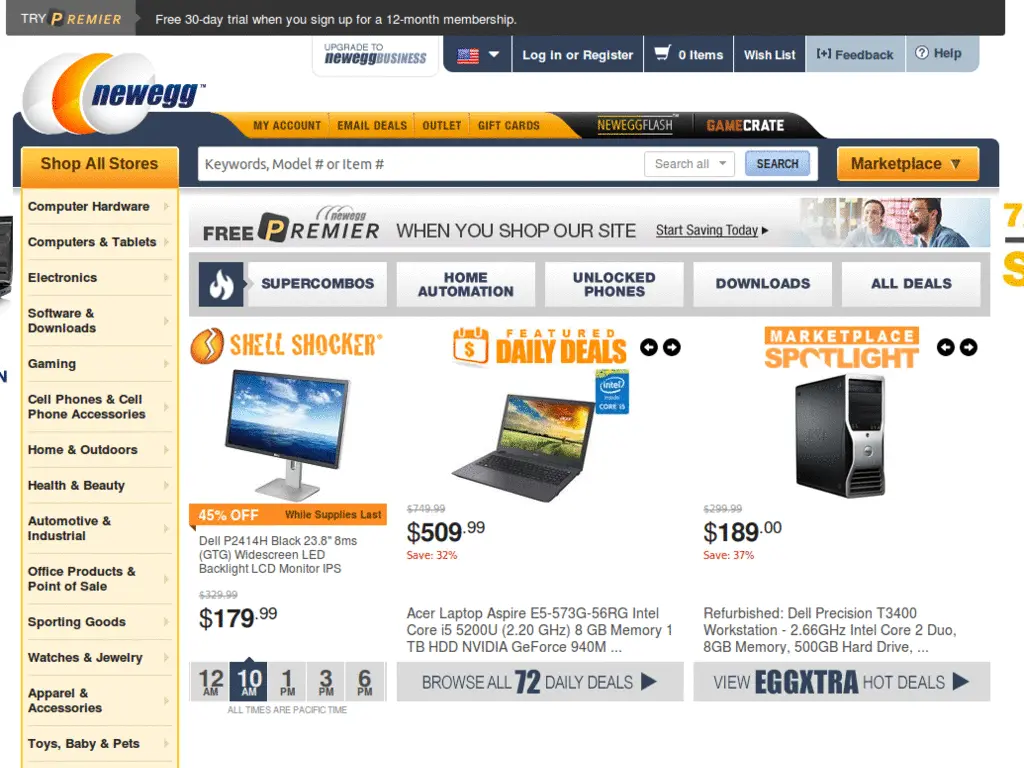 TRY PREMIER Free 30-day trial when you sign up for a 12-month membership.
UPGRADE TO
neweggBUSINESS
Log in or Register
0 Items
Wish List
[+] Feedback
? Help
newegg™
MY ACCOUNT
EMAIL DEALS
OUTLET
GIFT CARDS
NEWEGGFLASH™
GAMECRATE
Shop All Stores
Keywords, Model # or Item #
Search all
SEARCH
Marketplace ▼
Computer Hardware
Computers & Tablets
Electronics
Software &
Downloads
Gaming
Cell Phones & Cell
Phone Accessories
Home & Outdoors
Health & Beauty
Automotive &
Industrial
Office Products &
Point of Sale
Sporting Goods
Watches & Jewelry
Apparel &
Accessories
Toys, Baby & Pets
newegg
FREE PREMIER WHEN YOU SHOP OUR SITE Start Saving Today
SUPERCOMBOS
HOME
AUTOMATION
UNLOCKED
PHONES
DOWNLOADS
ALL DEALS
SHELL SHOCKER®
45% OFF While Supplies Last
Dell P2414H Black 23.8" 8ms
(GTG) Widescreen LED
Backlight LCD Monitor IPS
$329.99
$179.99
12 AM
10 AM
1 PM
3 PM
6 PM
ALL TIMES ARE PACIFIC TIME
FEATURED
DAILY DEALS
intel
inside
CORE i5
$749.99
$509.99
Save: 32%
Acer Laptop Aspire E5-573G-56RG Intel
Core i5 5200U (2.20 GHz) 8 GB Memory 1
TB HDD NVIDIA GeForce 940M ...
BROWSE ALL 72 DAILY DEALS
MARKETPLACE
SPOTLIGHT
$299.99
$189.00
Save: 37%
Refurbished: Dell Precision T3400
Workstation - 2.66GHz Intel Core 2 Duo,
8GB Memory, 500GB Hard Drive, ...
VIEW EGGXTRA HOT DEALS
N
7
S